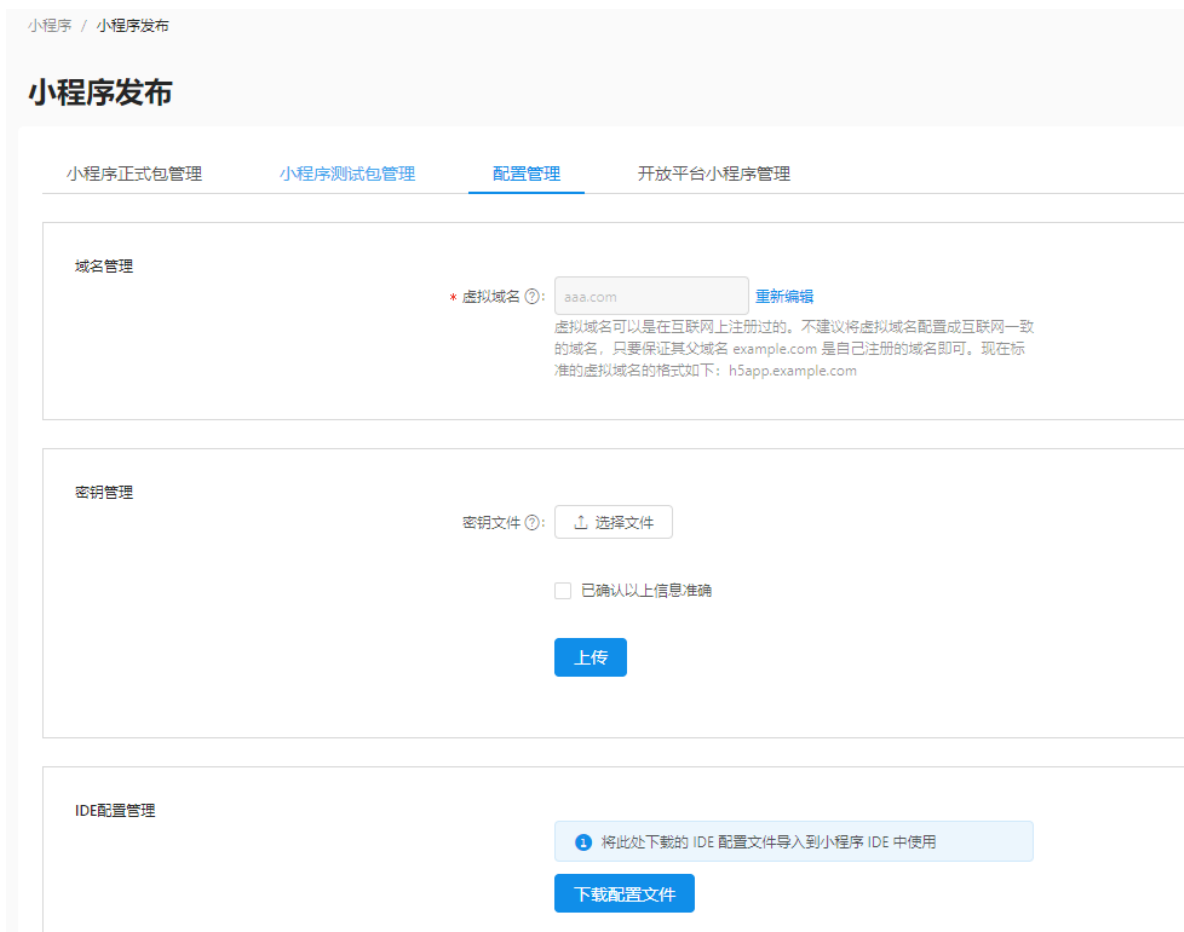 小程序 / 小程序发布
小程序发布
小程序正式包管理 小程序测试包管理 配置管理 开放平台小程序管理
域名管理
* 虚拟域名 ? : aaa.com 重新编辑
虚拟域名可以是在互联网上注册过的。不建议将虚拟域名配置成互联网一致
的域名，只要保证其父域名 example.com 是自己注册的域名即可。现在标
准的虚拟域名的格式如下：h5app.example.com
密钥管理
密钥文件 ? : 选择文件
已确认以上信息准确
上传
IDE配置管理
将此处下载的 IDE 配置文件导入到小程序 IDE 中使用
下载配置文件